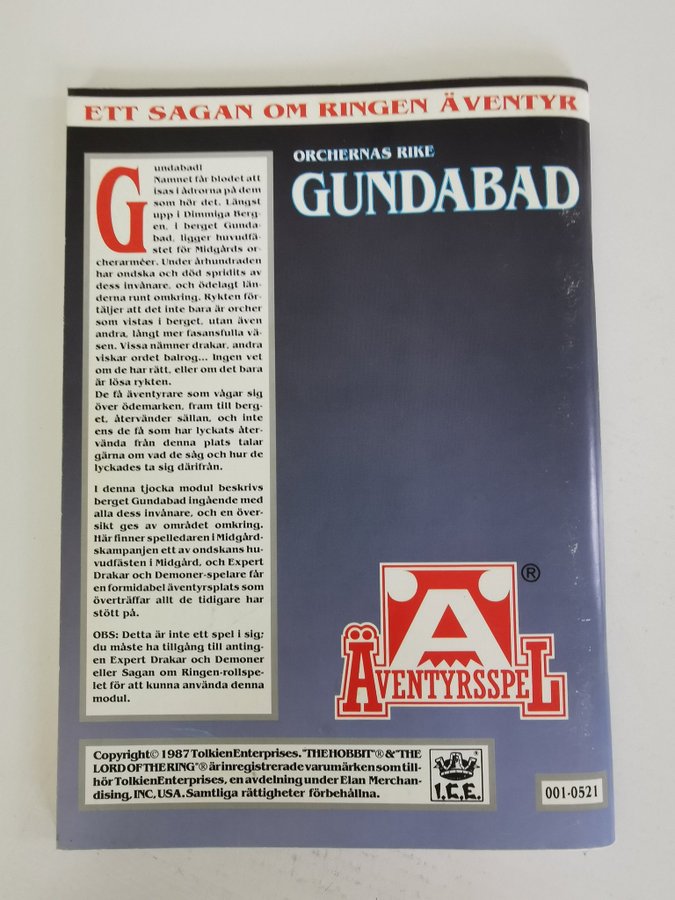 ETT SAGAN OM RINGEN ÄVENTYR
ORCHERNAS RIKE
GUNDABAD
Gundabad!
Namnet får blodet att
isas i ådrorna på dem
som hör det. Längst
upp i Dimmiga Berg-
en, i berget Gunda-
bad, ligger huvudfä-
stet för Midgårds or-
cherarméer. Under århundraden
har ondska och död spridits av
dess invånare, och ödelagt län-
derna runt omkring. Rykten för-
täljer att det inte bara är orcher
som vistas i berget, utan även
andra, långt mer fasansfulla vä-
sen. Vissa nämner drakar, andra
viskar ordet balrog... Ingen vet
om de har rätt, eller om det bara
är lösa rykten.
De få äventyrare som vågar sig
över ödemarken, fram till berg-
et, återvänder sällan, och inte
ens de få som har lyckats åter-
vända från denna plats talar
gärna om vad de såg och hur de
lyckades ta sig därifrån.
I denna tjocka modul beskrivs
berget Gundabad ingående med
alla dess invånare, och en över-
sikt ges av området omkring.
Här finner spelledaren i Midgård-
skampanjen ett av ondskans hu-
vudfästen i Midgård, och Expert
Drakar och Demoner-spelare får
en formidabel äventyrsplats som
överträffar allt de tidigare har
stött på.
OBS: Detta är inte ett spel i sig;
du måste ha tillgång till anting-
en Expert Drakar och Demoner
eller Sagan om Ringen-rollspe-
let för att kunna använda denna
modul.
Ä
®
ÄVENTYRSSPEL
Copyright© 1987 Tolkien Enterprises. "THE HOBBIT"® & "THE
LORD OF THE RING"® är inregistrerade varumärken som till-
hör Tolkien Enterprises, en avdelning under Elan Merchan-
dising, INC, USA. Samtliga rättigheter förbehållna.
®
I.C.E.
001-0521